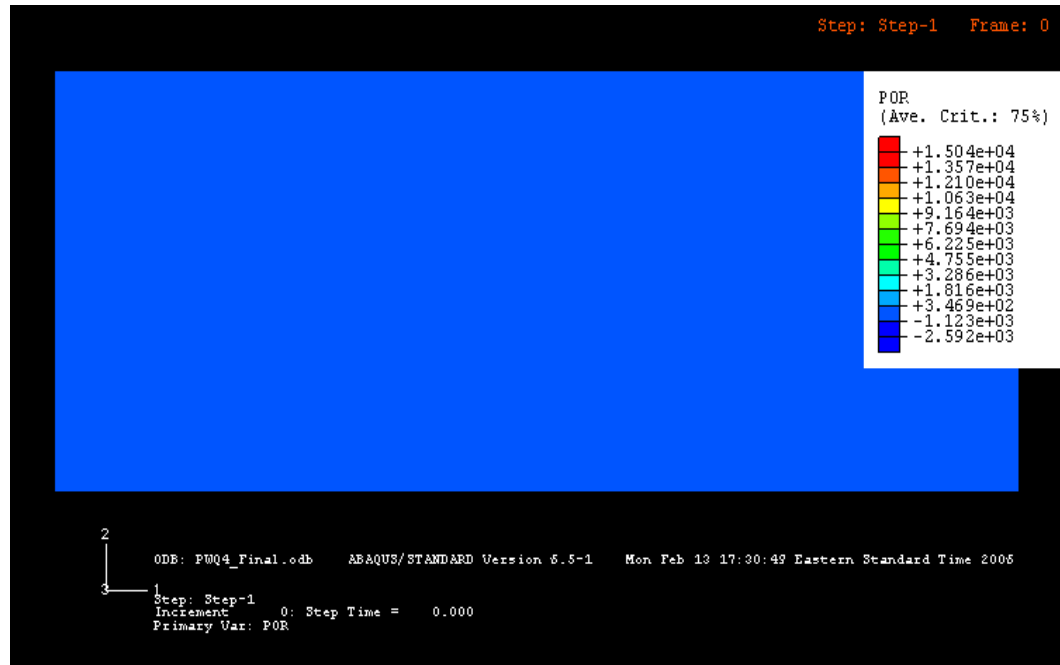 Step: Step-1 Frame: 0
POR
(Ave. Crit.: 75%)
+1.504e+04
+1.357e+04
+1.210e+04
+1.063e+04
+9.164e+03
+7.694e+03
+6.225e+03
+4.755e+03
+3.286e+03
+1.816e+03
+3.469e+02
-1.123e+03
-2.592e+03
2
3
1
ODB: PWQ4_Final.odb ABAQUS/STANDARD Version 6.5-1 Mon Feb 13 17:30:49 Eastern Standard Time 2006
Step: Step-1
Increment 0: Step Time = 0.000
Primary Var: POR